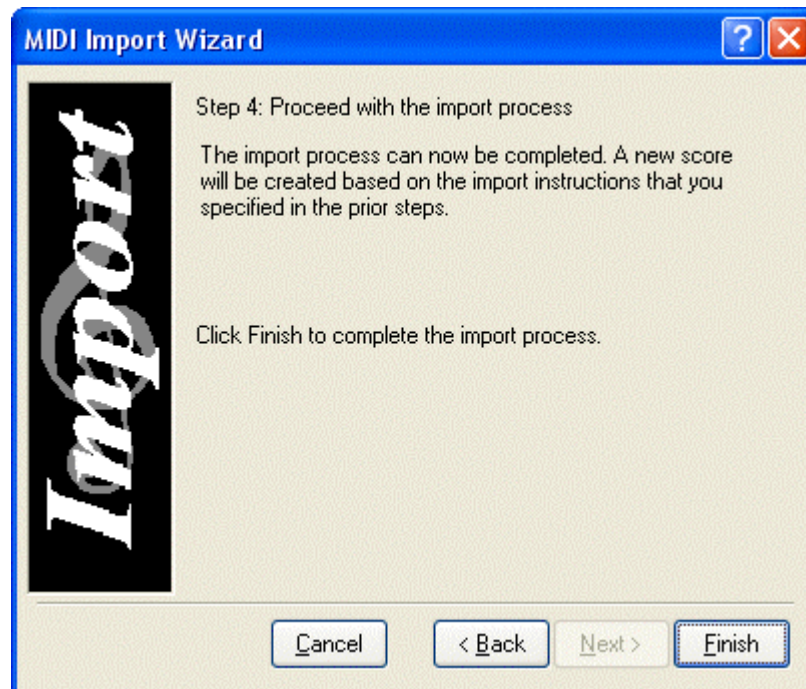 MIDI Import Wizard
?
Import
Step 4: Proceed with the import process
The import process can now be completed. A new score
will be created based on the import instructions that you
specified in the prior steps.
Click Finish to complete the import process.
Cancel
< Back
Next >
Finish